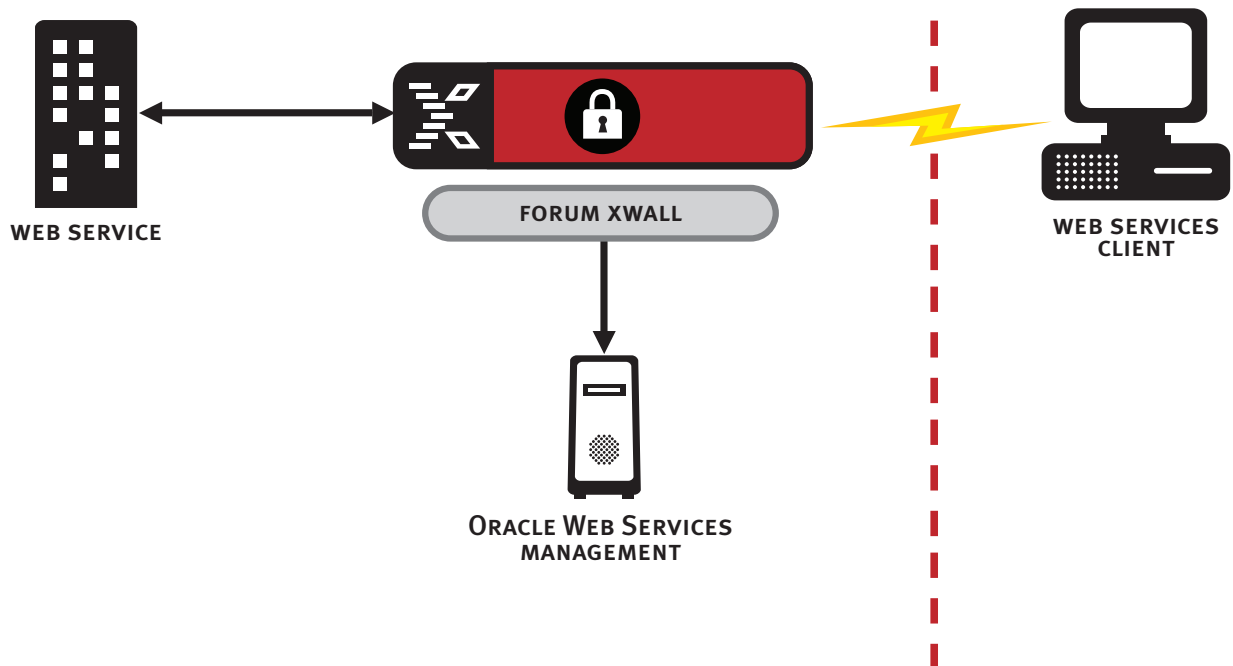 FORUM XWALL
WEB SERVICE
WEB SERVICES
CLIENT
ORACLE WEB SERVICES
MANAGEMENT